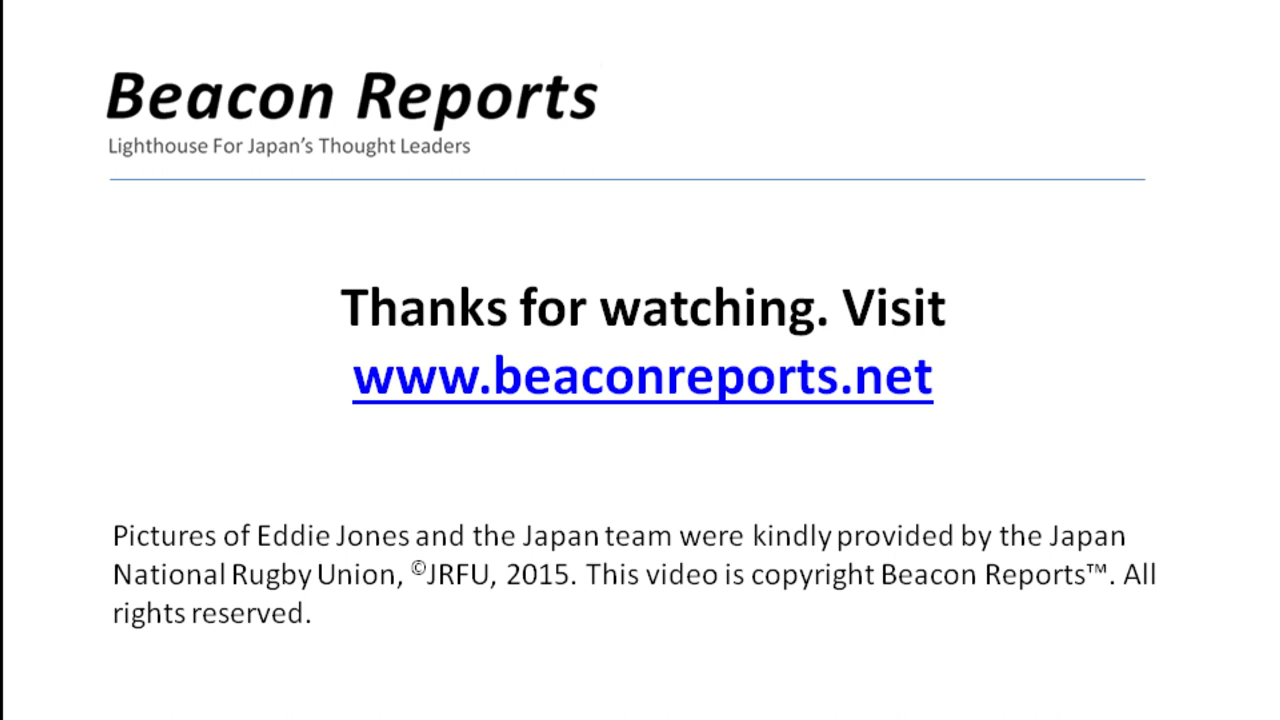 Beacon Reports
Lighthouse For Japan’s Thought Leaders
Thanks for watching. Visit
www.beaconreports.net
Pictures of Eddie Jones and the Japan team were kindly provided by the Japan
National Rugby Union, ©JRFU, 2015. This video is copyright Beacon Reports™. All
rights reserved.